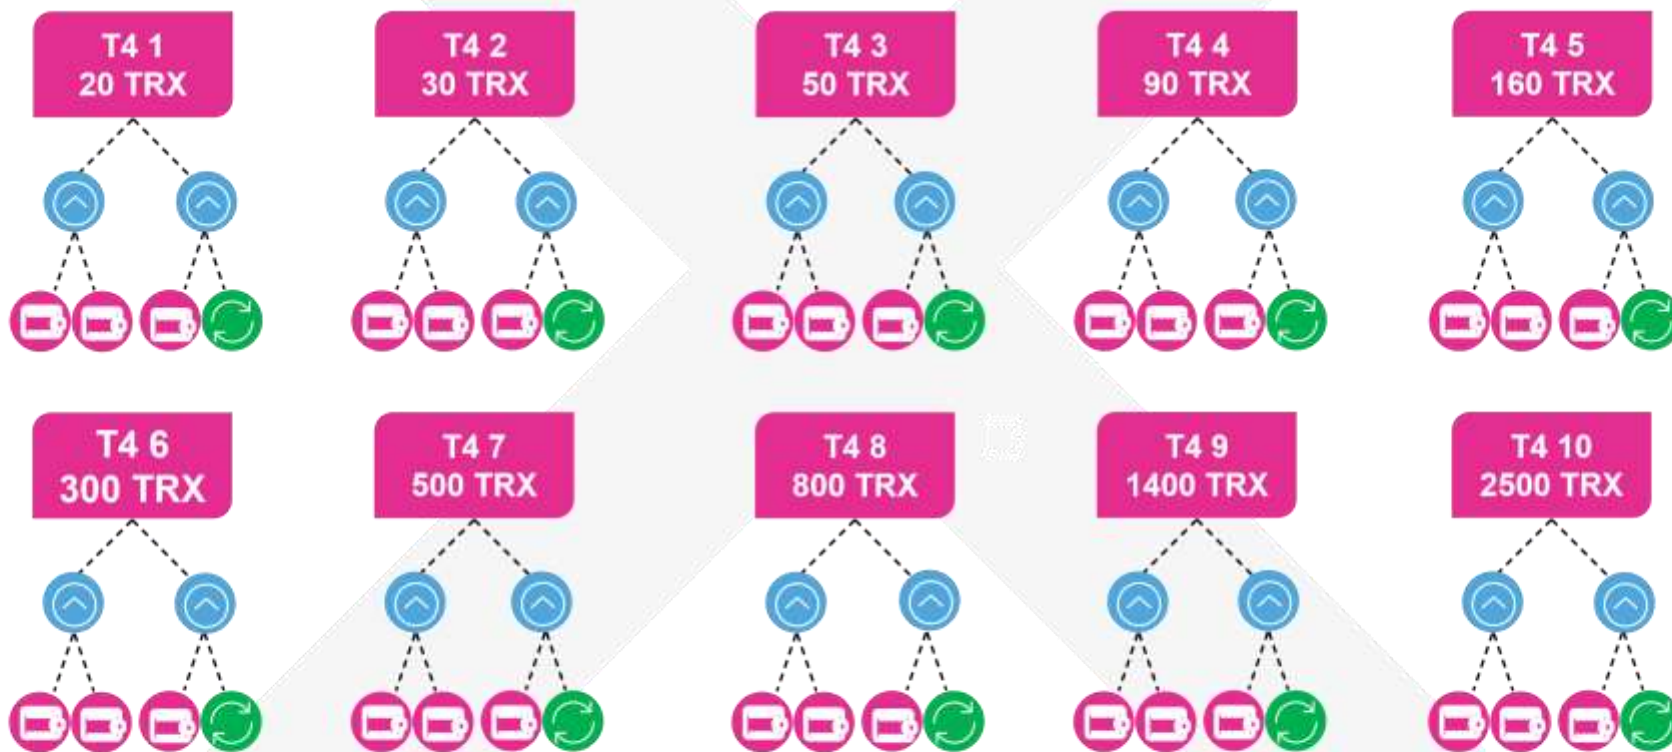 T4 1
20 TRX
T4 2
30 TRX
T4 3
50 TRX
T4 4
90 TRX
T4 5
160 TRX
T4 6
300 TRX
T4 7
500 TRX
T4 8
800 TRX
T4 9
1400 TRX
T4 10
2500 TRX